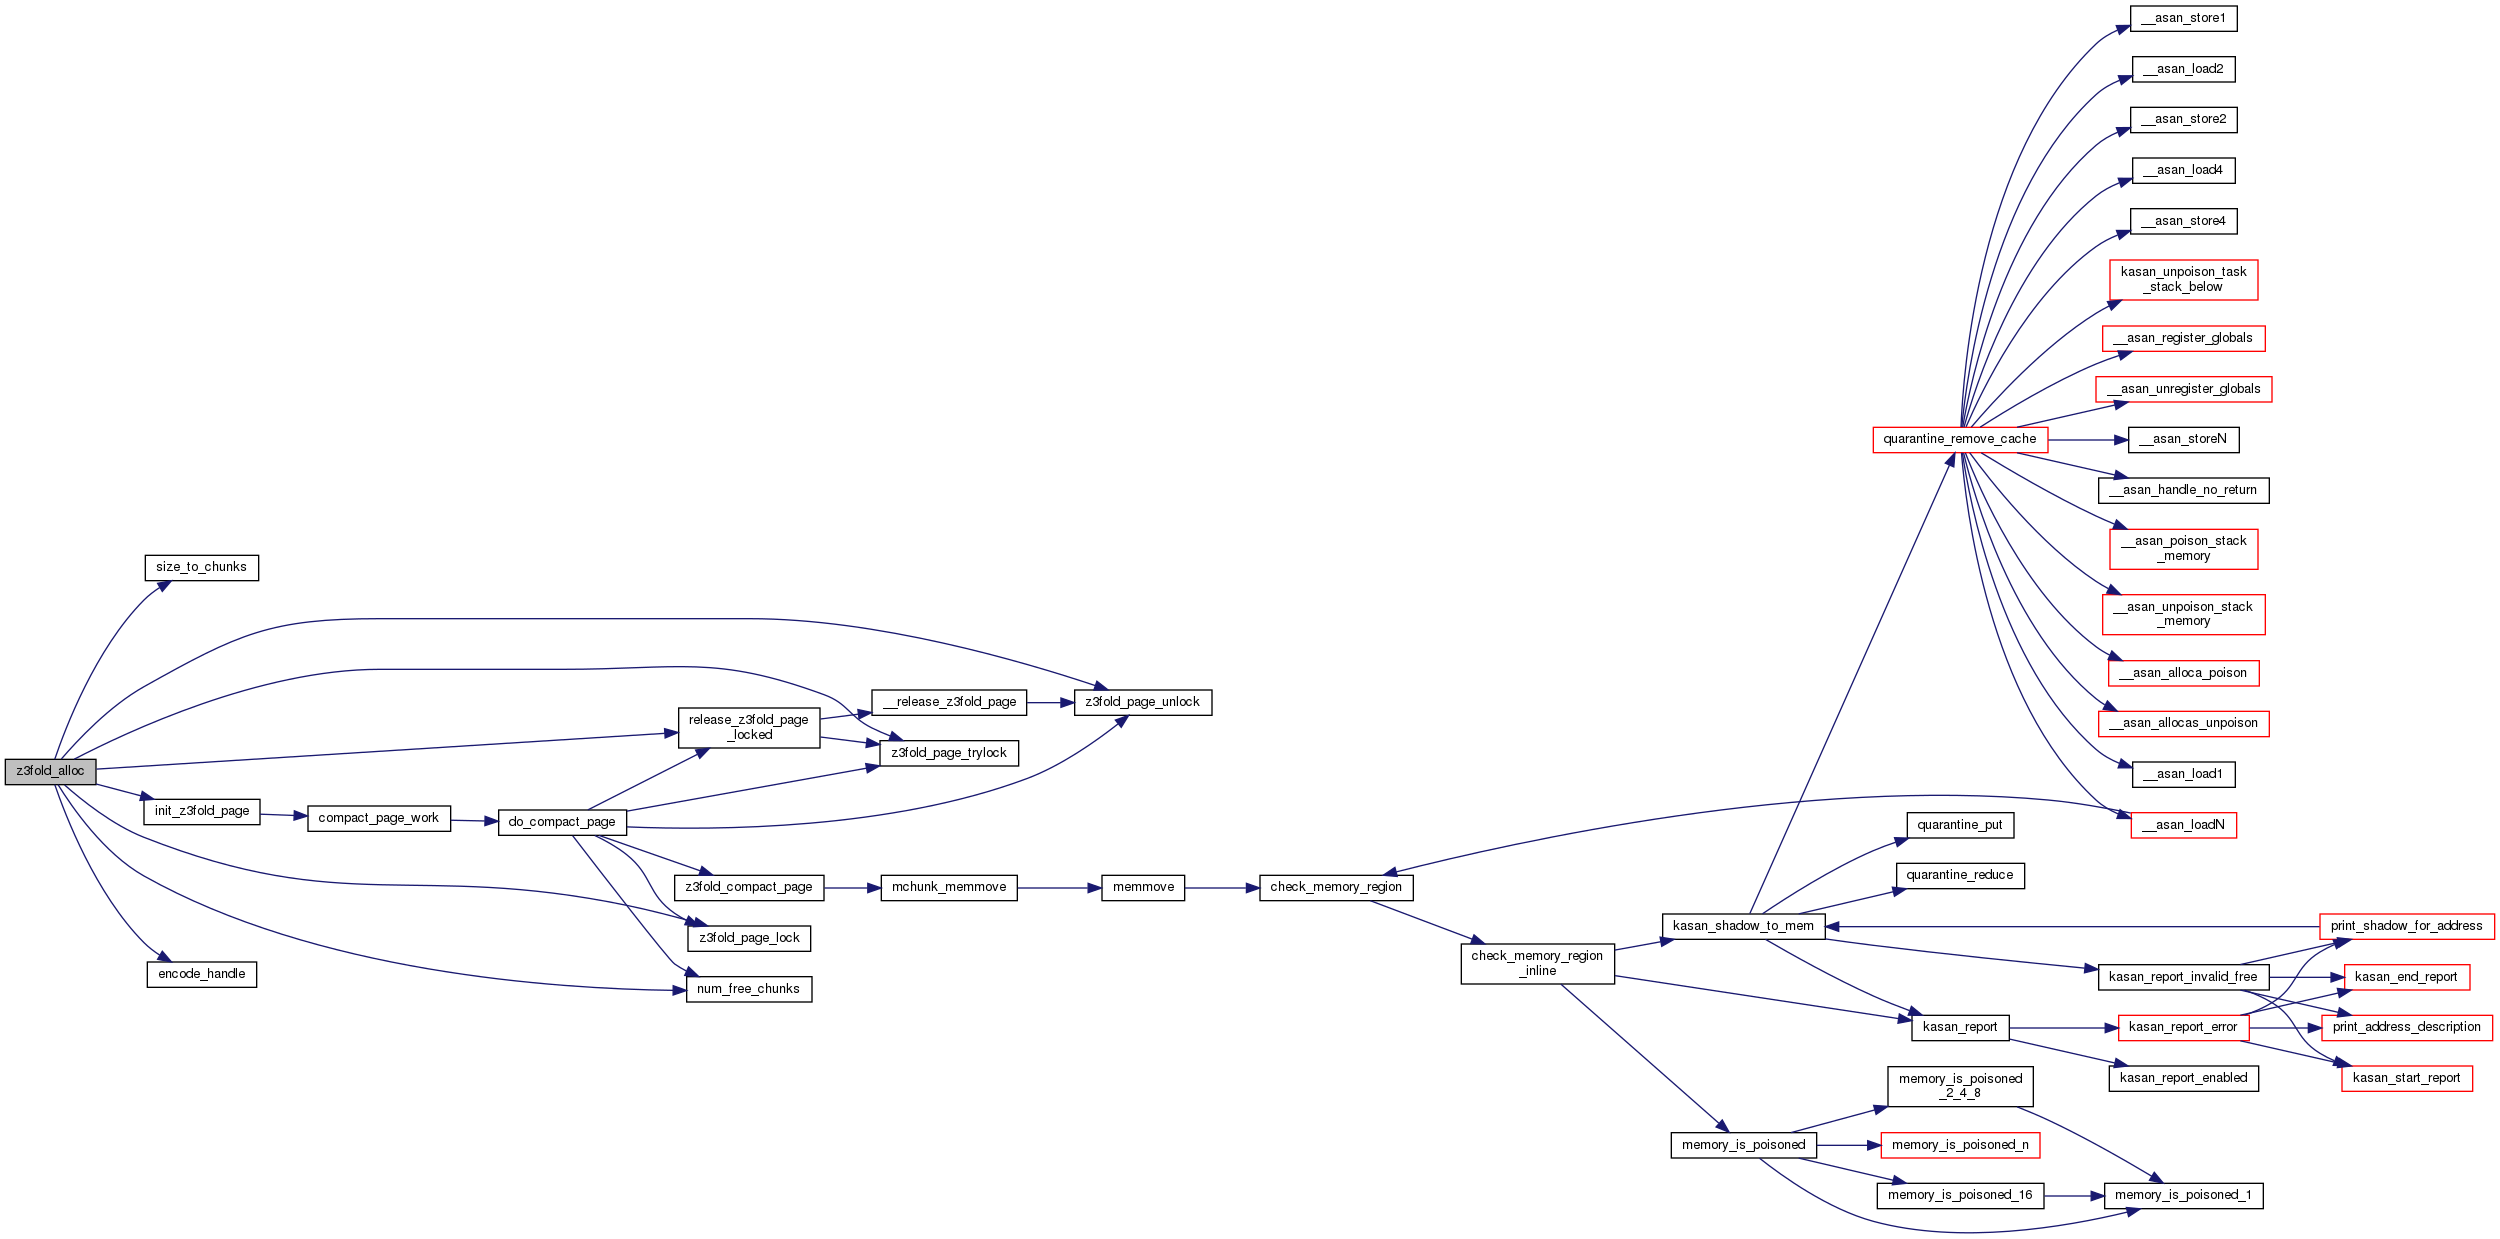 __asan_store1
__asan_load2
__asan_store2
__asan_load4
__asan_store4
kasan_unpoison_task
_stack_below
__asan_register_globals
__asan_unregister_globals
quarantine_remove_cache
__asan_storeN
__asan_handle_no_return
__asan_poison_stack
_memory
size_to_chunks
__asan_unpoison_stack
_memory
__asan_alloca_poison
__release_z3fold_page
z3fold_page_unlock
release_z3fold_page
_locked
__asan_allocas_unpoison
z3fold_page_trylock
z3fold_alloc
__asan_load1
init_z3fold_page
compact_page_work
do_compact_page
quarantine_put
__asan_loadN
z3fold_compact_page
mchunk_memmove
memmove
check_memory_region
quarantine_reduce
z3fold_page_lock
kasan_shadow_to_mem
print_shadow_for_address
encode_handle
check_memory_region
_inline
kasan_report_invalid_free
kasan_end_report
num_free_chunks
kasan_report
kasan_report_error
print_address_description
kasan_report_enabled
kasan_start_report
memory_is_poisoned
_2_4_8
memory_is_poisoned
memory_is_poisoned_n
memory_is_poisoned_16
memory_is_poisoned_1